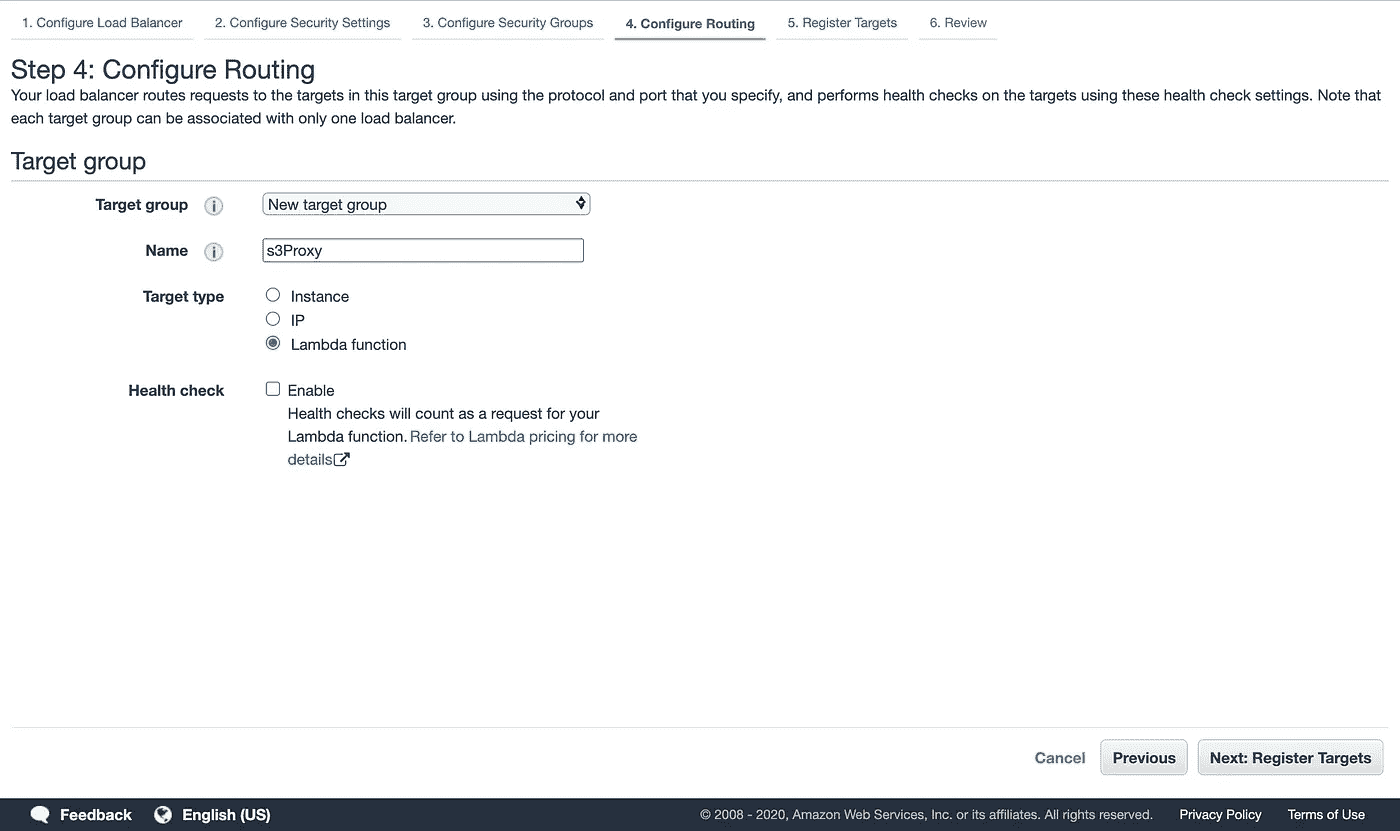 1. Configure Load Balancer 2. Configure Security Settings 3. Configure Security Groups 4. Configure Routing 5. Register Targets 6. Review
Step 4: Configure Routing
Your load balancer routes requests to the targets in this target group using the protocol and port that you specify, and performs health checks on the targets using these health check settings. Note that
each target group can be associated with only one load balancer.
Target group
Target group i New target group
Name i s3Proxy
Target type Instance
IP
Lambda function
Health check Enable
Health checks will count as a request for your
Lambda function. Refer to Lambda pricing for more
details
Cancel Previous Next: Register Targets
Feedback English (US) © 2008 - 2020, Amazon Web Services, Inc. or its affiliates. All rights reserved. Privacy Policy Terms of Use